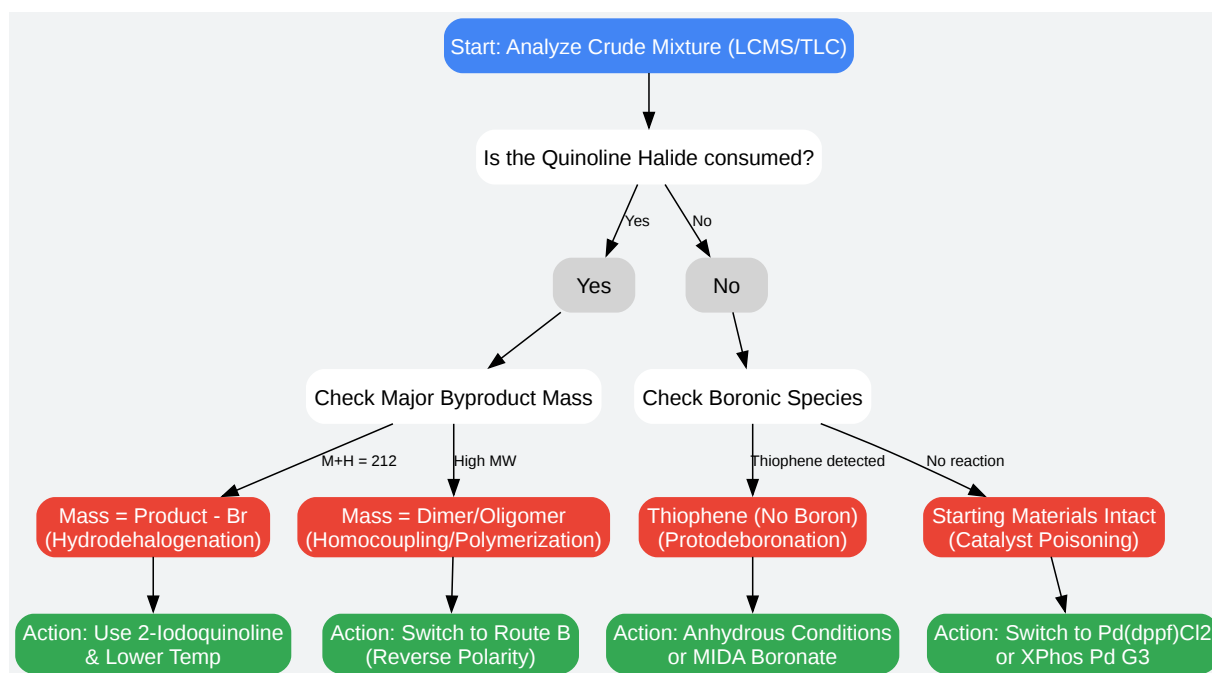 Start: Analyze Crude Mixture (LCMS/TLC)
Is the Quinoline Halide consumed?
Yes
No
Yes
No
Check Major Byproduct Mass
Check Boronic Species
M+H = 212
High MW
Thiophene detected
No reaction
Mass = Product - Br
(Hydrodehalogenation)
Mass = Dimer/Oligomer
(Homocoupling/Polymerization)
Thiophene (No Boron)
(Protodeboronation)
Starting Materials Intact
(Catalyst Poisoning)
Action: Use 2-Iodoquinoline
& Lower Temp
Action: Switch to Route B
(Reverse Polarity)
Action: Anhydrous Conditions
or MIDA Boronate
Action: Switch to Pd(dppf)Cl2
or XPhos Pd G3